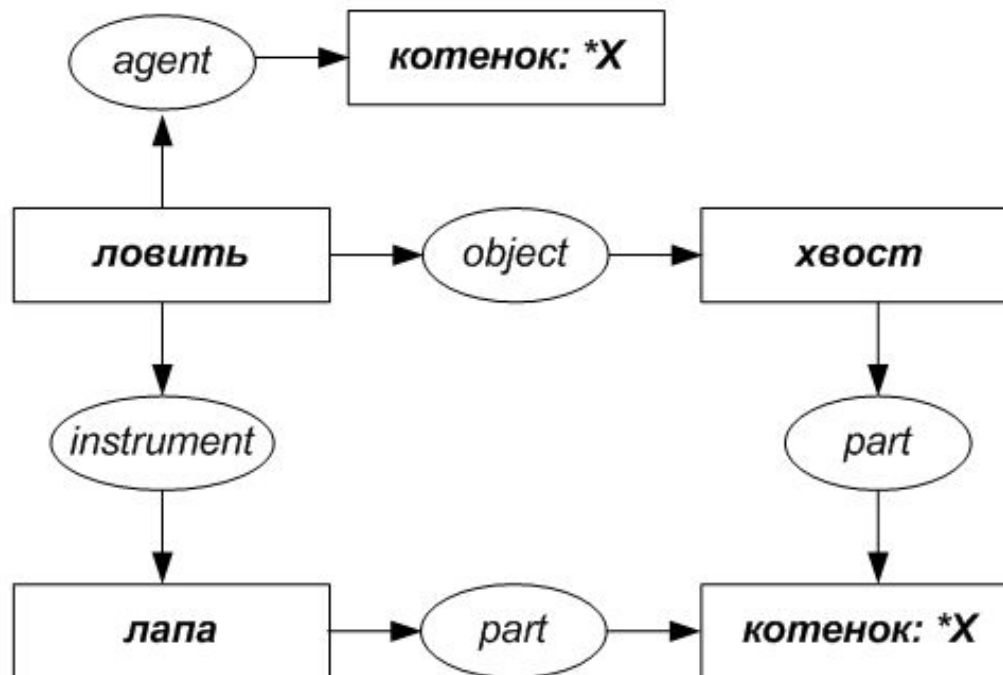 agent
котенок: *X
ловить
object
хвост
instrument
part
лапа
part
котенок: *X